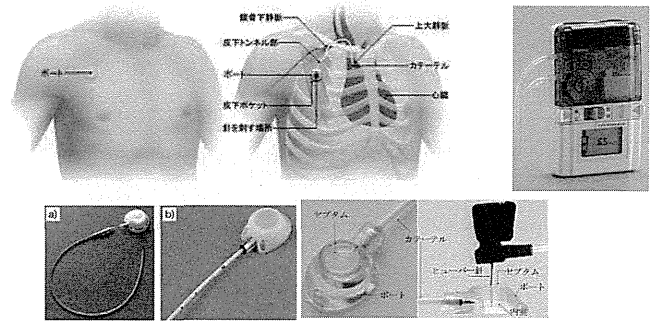 ポート
鎖骨下静脈
皮下トンネル部
ポート
皮下ポケット
針を刺す場所
上大静脈
カテーテル
心臓
a)
b)
セプタム
カテーテル
ポート
ヒューバー針
セプタム
ポート
内室